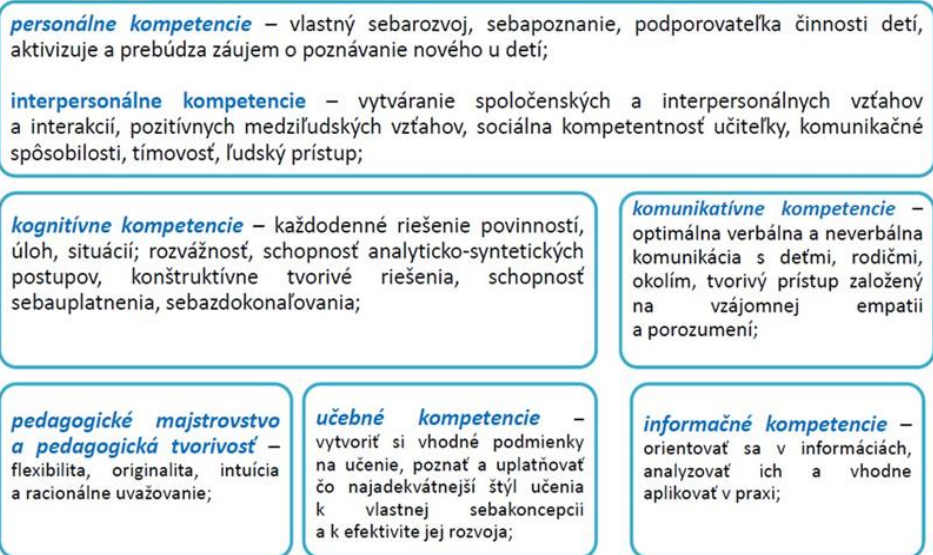 personálne kompetencie – vlastný sebarozvoj, sebapoznanie, podporovateľka činnosti detí,
aktivizuje a prebúdza záujem o poznávanie nového u detí;
interpersonálne kompetencie – vytváranie spoločenských a interpersonálnych vzťahov
a interakcií, pozitívnych medziľudských vzťahov, sociálna kompetentnosť učiteľky, komunikačné
spôsobilosti, tímovosť, ľudský prístup;
kognitívne kompetencie – každodenné riešenie povinností,
úloh, situácií; rozvážnosť, schopnosť analyticko-syntetických
postupov, konštruktívne tvorivé riešenia, schopnosť
sebauplatnenia, sebazdokonaľovania;
komunikatívne kompetencie –
optimálna verbálna a neverbálna
komunikácia s deťmi, rodičmi,
okolím, tvorivý prístup založený
na vzájomnej empatii
a porozumení;
pedagogické majstrovstvo
a pedagogická tvorivosť –
flexibilita, originalita, intuícia
a racionálne uvažovanie;
učebné kompetencie –
vytvoriť si vhodné podmienky
na učenie, poznať a uplatňovať
čo najadekvátnejší štýl učenia
k vlastnej sebakoncepcii
a k efektivite jej rozvoja;
informačné kompetencie –
orientovať sa v informáciách,
analyzovať ich a vhodne
aplikovať v praxi;